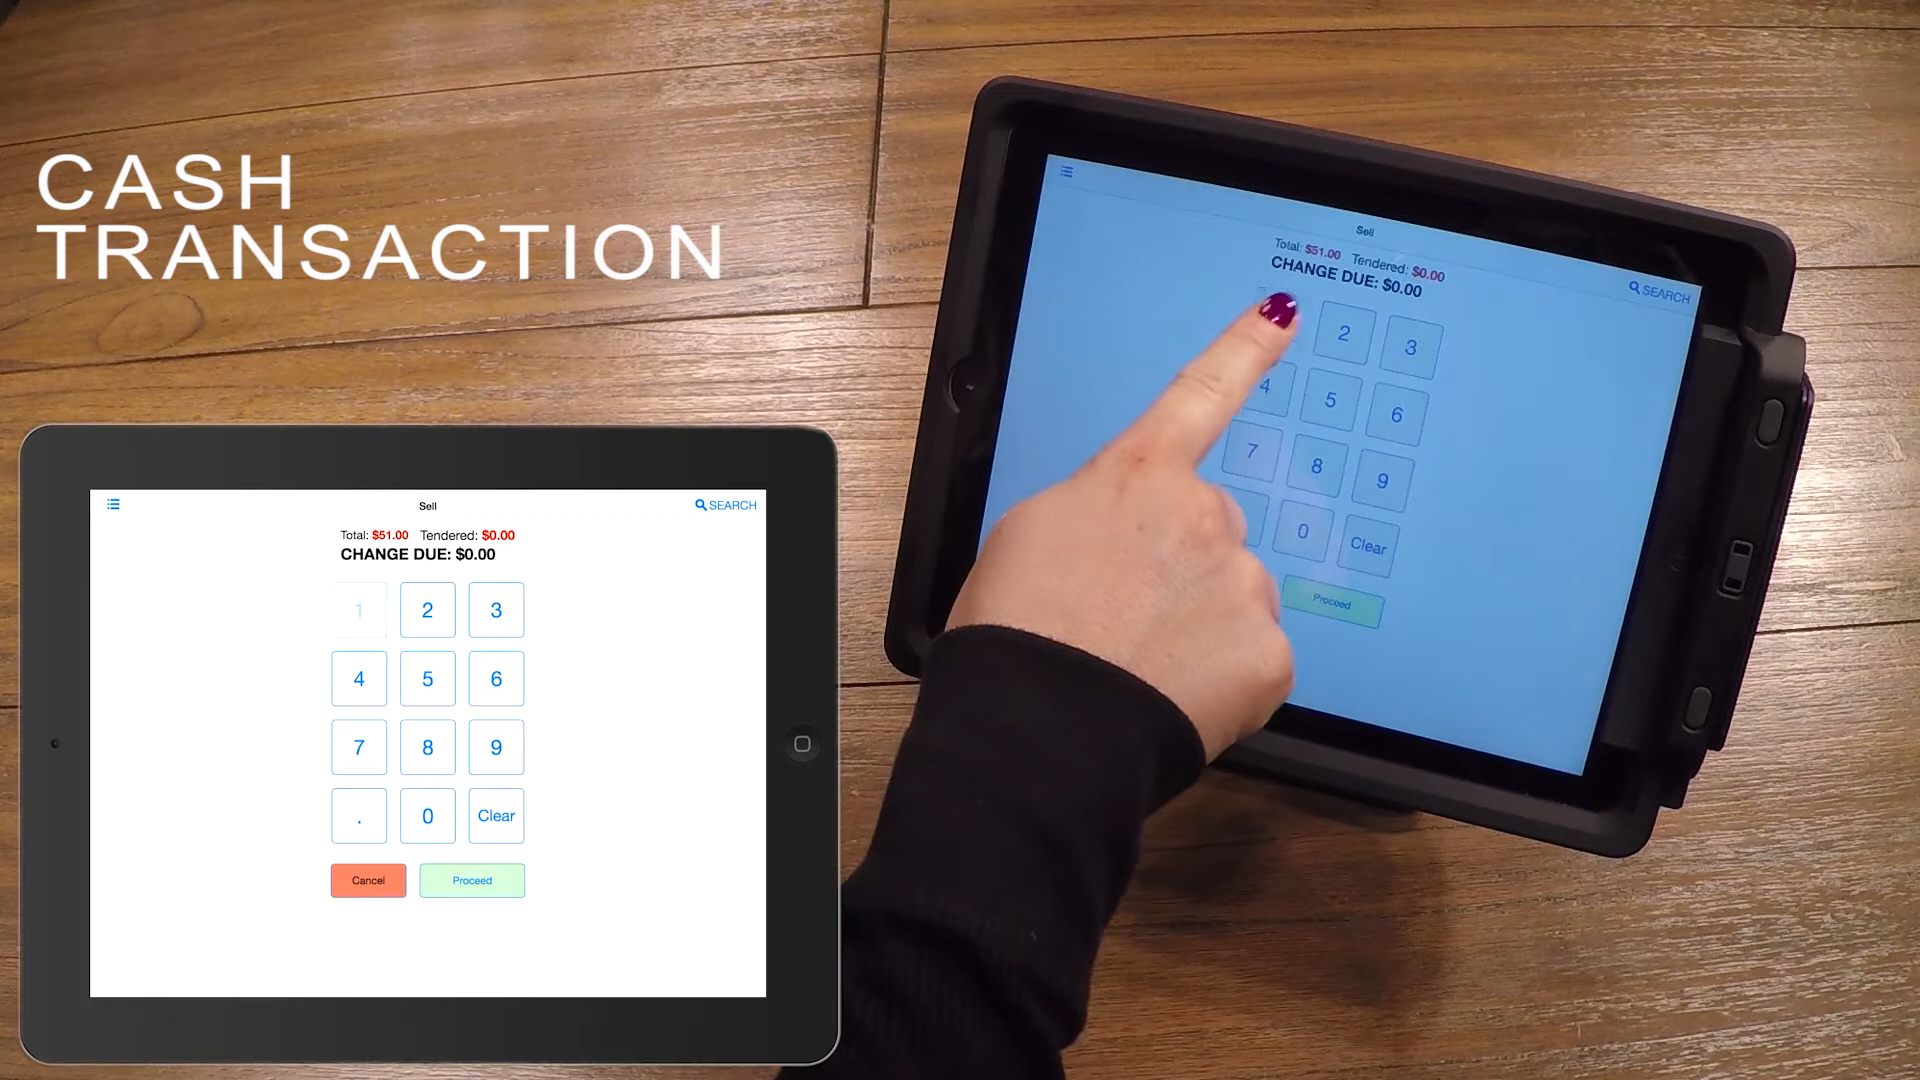 CASH
TRANSACTION
Sell
SEARCH
Total: $51.00 Tendered: $0.00
CHANGE DUE: $0.00
1 2 3
4 5 6
7 8 9
. 0 Clear
Cancel Proceed
Sell
SEARCH
Total: $51.00 Tendered: $0.00
CHANGE DUE: $0.00
2 3
4 5 6
7 8 9
0 Clear
Proceed